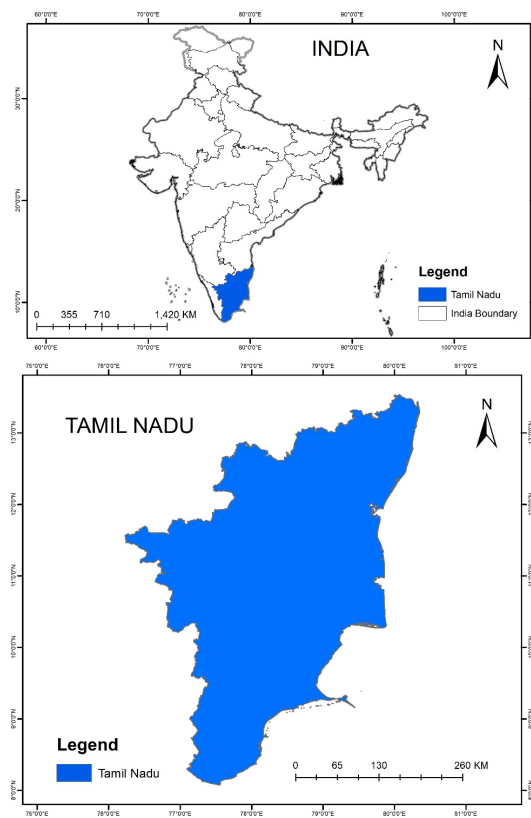 60°0'0"E 70°0'0"E 80°0'0"E 90°0'0"E 100°0'0"E
INDIA
N
30°0'0"N
20°0'0"N
10°0'0"N
Legend
Tamil Nadu
India Boundary
0 355 710 1,420 KM
60°0'0"E 70°0'0"E 80°0'0"E 90°0'0"E 100°0'0"E
75°0'0"E 76°0'0"E 77°0'0"E 78°0'0"E 79°0'0"E 80°0'0"E 81°0'0"E
TAMIL NADU
N
13°0'0"N
12°0'0"N
11°0'0"N
10°0'0"N
9°0'0"N
8°0'0"N
Legend
Tamil Nadu
0 65 130 260 KM
75°0'0"E 76°0'0"E 77°0'0"E 78°0'0"E 79°0'0"E 80°0'0"E 81°0'0"E